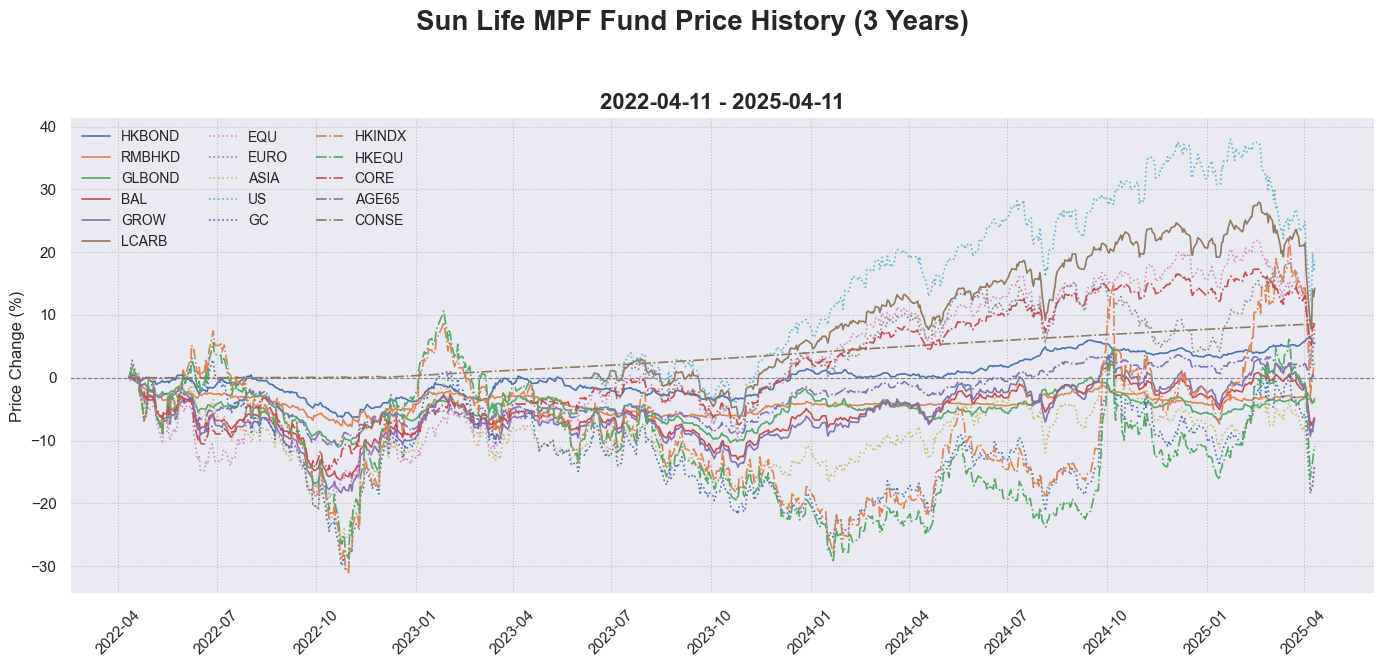 Sun Life MPF Fund Price History (3 Years)
2022-04-11 - 2025-04-11
Price Change (%)
40
30
20
10
0
−10
−20
−30
HKBOND
RMBHKD
GLBOND
BAL
GROW
LCARB
EQU
EURO
ASIA
US
GC
HKINDX
HKEQU
CORE
AGE65
CONSE
2022-04
2022-07
2022-10
2023-01
2023-04
2023-07
2023-10
2024-01
2024-04
2024-07
2024-10
2025-01
2025-04